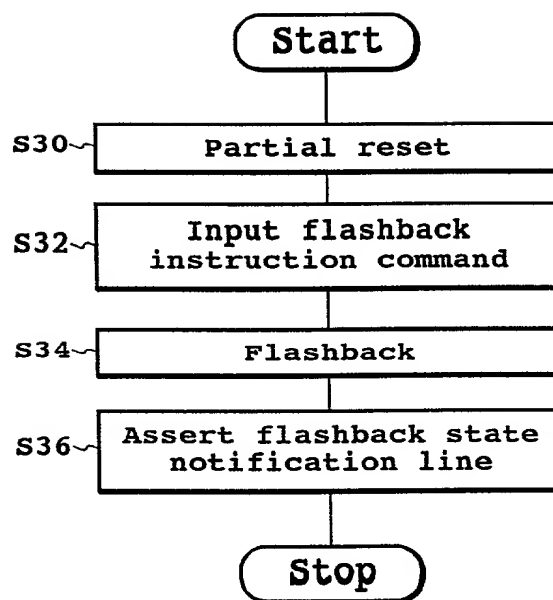 Start
S30
Partial reset
S32
Input flashback
instruction command
S34
Flashback
S36
Assert flashback state
notification line
Stop